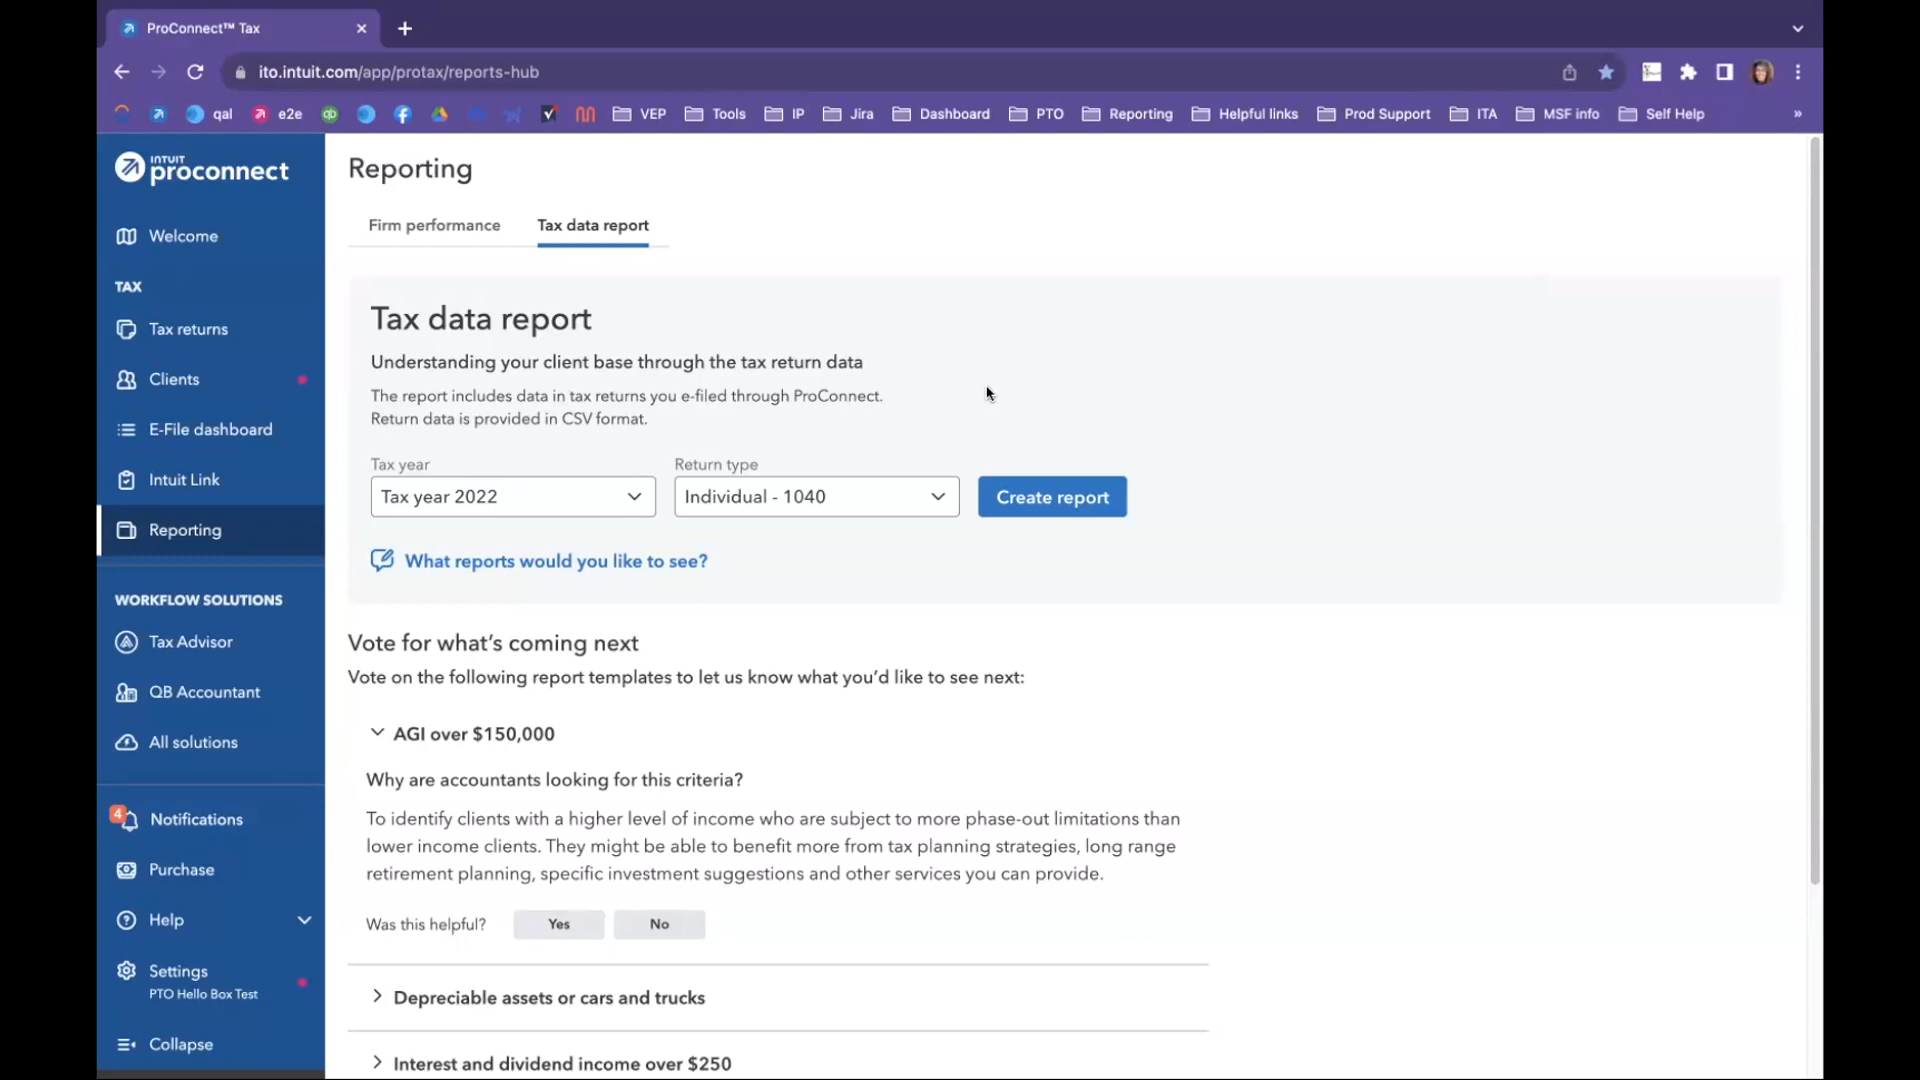 ProConnect™ Tax
ito.intuit.com/app/protax/reports-hub
qal
e2e
VEP
Tools
IP
Jira
Dashboard
PTO
Reporting
Helpful links
Prod Support
ITA
MSF info
Self Help
»
INTUIT
proconnect
Welcome
TAX
Tax returns
Clients
E-File dashboard
Intuit Link
Reporting
WORKFLOW SOLUTIONS
Tax Advisor
QB Accountant
All solutions
4
Notifications
Purchase
Help
Settings
PTO Hello Box Test
Collapse
Reporting
Firm performance
Tax data report
Tax data report
Understanding your client base through the tax return data
The report includes data in tax returns you e-filed through ProConnect.
Return data is provided in CSV format.
Tax year
Return type
Tax year 2022
Individual - 1040
Create report
What reports would you like to see?
Vote for what's coming next
Vote on the following report templates to let us know what you'd like to see next:
AGI over $150,000
Why are accountants looking for this criteria?
To identify clients with a higher level of income who are subject to more phase-out limitations than
lower income clients. They might be able to benefit more from tax planning strategies, long range
retirement planning, specific investment suggestions and other services you can provide.
Was this helpful?
Yes
No
Depreciable assets or cars and trucks
Interest and dividend income over $250